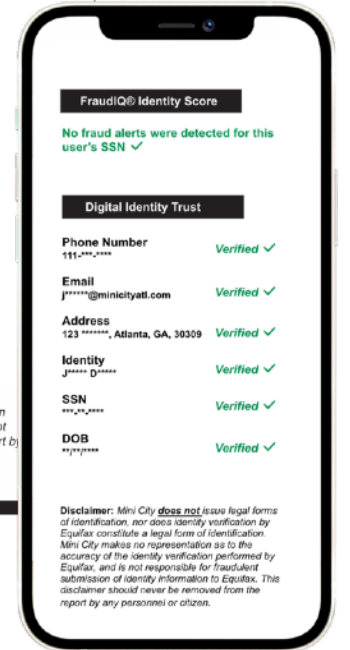 FraudIQ® Identity Score
No fraud alerts were detected for this
user's SSN ✓
Digital Identity Trust
Phone Number
111-***-****
Verified ✓
Email
j******@minicityatl.com
Verified ✓
Address
123 *******, Atlanta, GA, 30309
Verified ✓
Identity
J***** D*****
Verified ✓
SSN
***-**-****
Verified ✓
DOB
**/**/****
Verified ✓
Disclaimer: Mini City does not issue legal forms
of identification, nor does identity verification by
Equifax constitute a legal form of identification.
Mini City makes no representation as to the
accuracy of the identity verification performed by
Equifax, and is not responsible for fraudulent
submission of identity information to Equifax. This
disclaimer should never be removed from the
report by any personnel or citizen.